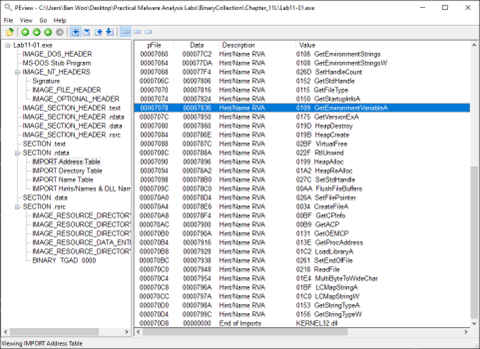 PEview - C:\Users\Ben Woo\Desktop\Practical Malware Analysis Labs\BinaryCollection\Chapter_11L\Lab11-01.exe
File View Go Help
Lab11-01.exe
IMAGE_DOS_HEADER
MS-DOS Stub Program
IMAGE_NT_HEADERS
Signature
IMAGE_FILE_HEADER
IMAGE_OPTIONAL_HEADER
IMAGE_SECTION_HEADER .text
IMAGE_SECTION_HEADER .rdata
IMAGE_SECTION_HEADER .data
IMAGE_SECTION_HEADER .rsrc
SECTION .text
SECTION .rdata
IMPORT Address Table
IMPORT Directory Table
IMPORT Name Table
IMPORT Hints/Names & DLL Nam
SECTION .data
SECTION .rsrc
IMAGE_RESOURCE_DIRECTORY
IMAGE_RESOURCE_DIRECTORY
IMAGE_RESOURCE_DATA_ENT
IMAGE_RESOURCE_DIRECTORY
BINARY TGAD 0000
pFile Data Description Value
00007060 000077C2 Hint/Name RVA 0106 GetEnvironmentStrings
00007064 000077DA Hint/Name RVA 0108 GetEnvironmentStringsW
00007068 000077F4 Hint/Name RVA 026D SetHandleCount
0000706C 00007806 Hint/Name RVA 0152 GetStdHandle
00007070 00007816 Hint/Name RVA 0115 GetFileType
00007074 00007824 Hint/Name RVA 0150 GetStartupInfoA
00007078 00007836 Hint/Name RVA 0109 GetEnvironmentVariableA
0000707C 00007850 Hint/Name RVA 0175 GetVersionExA
00007080 00007860 Hint/Name RVA 019D HeapDestroy
00007084 0000786E Hint/Name RVA 019B HeapCreate
00007088 0000787C Hint/Name RVA 02BF VirtualFree
0000708C 0000788A Hint/Name RVA 022F RtlUnwind
00007090 00007896 Hint/Name RVA 0199 HeapAlloc
00007094 000078A2 Hint/Name RVA 01A2 HeapReAlloc
00007098 000078B0 Hint/Name RVA 027C SetStdHandle
0000709C 000078C0 Hint/Name RVA 00AA FlushFileBuffers
000070A0 000078D4 Hint/Name RVA 026A SetFilePointer
000070A4 000078E6 Hint/Name RVA 0034 CreateFileA
000070A8 000078F4 Hint/Name RVA 00BF GetCPInfo
000070AC 00007900 Hint/Name RVA 00B9 GetACP
000070B0 0000790A Hint/Name RVA 0131 GetOEMCP
000070B4 00007916 Hint/Name RVA 013E GetProcAddress
000070B8 00007928 Hint/Name RVA 01C2 LoadLibraryA
000070BC 00007938 Hint/Name RVA 0261 SetEndOfFile
000070C0 00007948 Hint/Name RVA 0218 ReadFile
000070C4 00007954 Hint/Name RVA 01E4 MultiByteToWideChar
000070C8 0000796A Hint/Name RVA 01BF LCMapStringA
000070CC 0000797A Hint/Name RVA 01C0 LCMapStringW
000070D0 0000798A Hint/Name RVA 0153 GetStringTypeA
000070D4 0000799C Hint/Name RVA 0156 GetStringTypeW
000070D8 00000000 End of Imports KERNEL32.dll
Viewing IMPORT Address Table